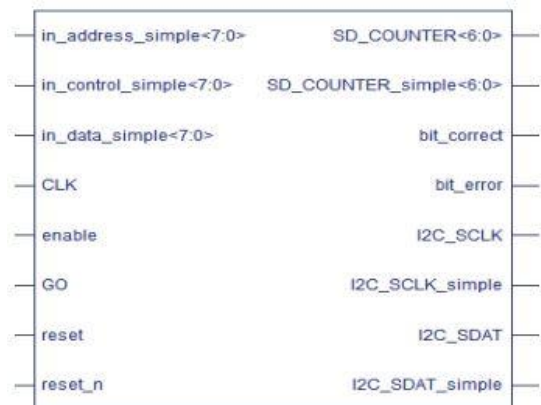 in_address_simple<7:0> SD_COUNTER<6:0>
in_control_simple<7:0> SD_COUNTER_simple<6:0>
in_data_simple<7:0> bit_correct
CLK bit_error
enable I2C_SCLK
GO I2C_SCLK_simple
reset I2C_SDAT
reset_n I2C_SDAT_simple